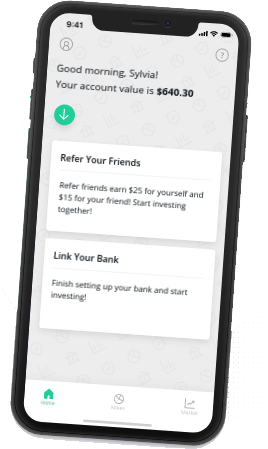 9:41
?
Good morning, Sylvia!
Your account value is $640.30
Refer Your Friends
Refer friends earn $25 for yourself and
$15 for your friend! Start investing
together!
Link Your Bank
Finish setting up your bank and start
investing!
Home
Market